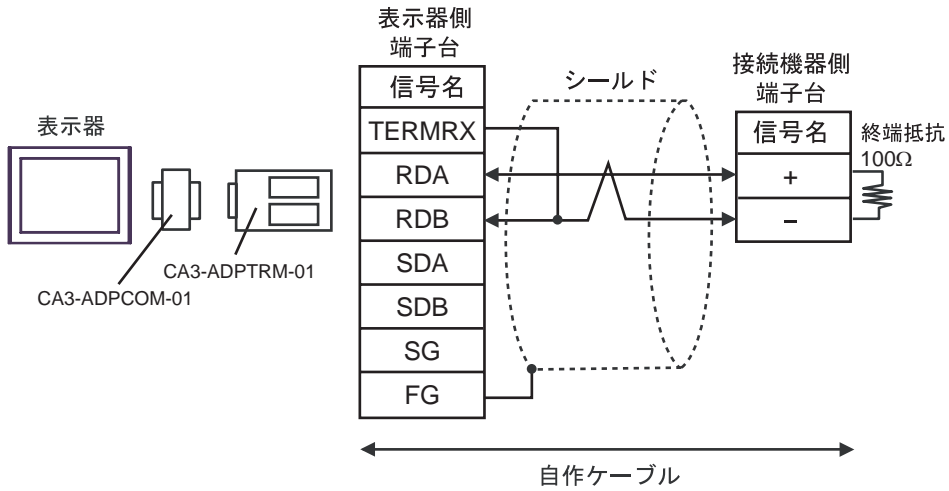 表示器
CA3-ADPCOM-01
CA3-ADPTRM-01
表示器側
端子台
信号名
TERMRX
RDA
RDB
SDA
SDB
SG
FG
シールド
接続機器側
端子台
信号名
+
-
終端抵抗
100Ω
自作ケーブル